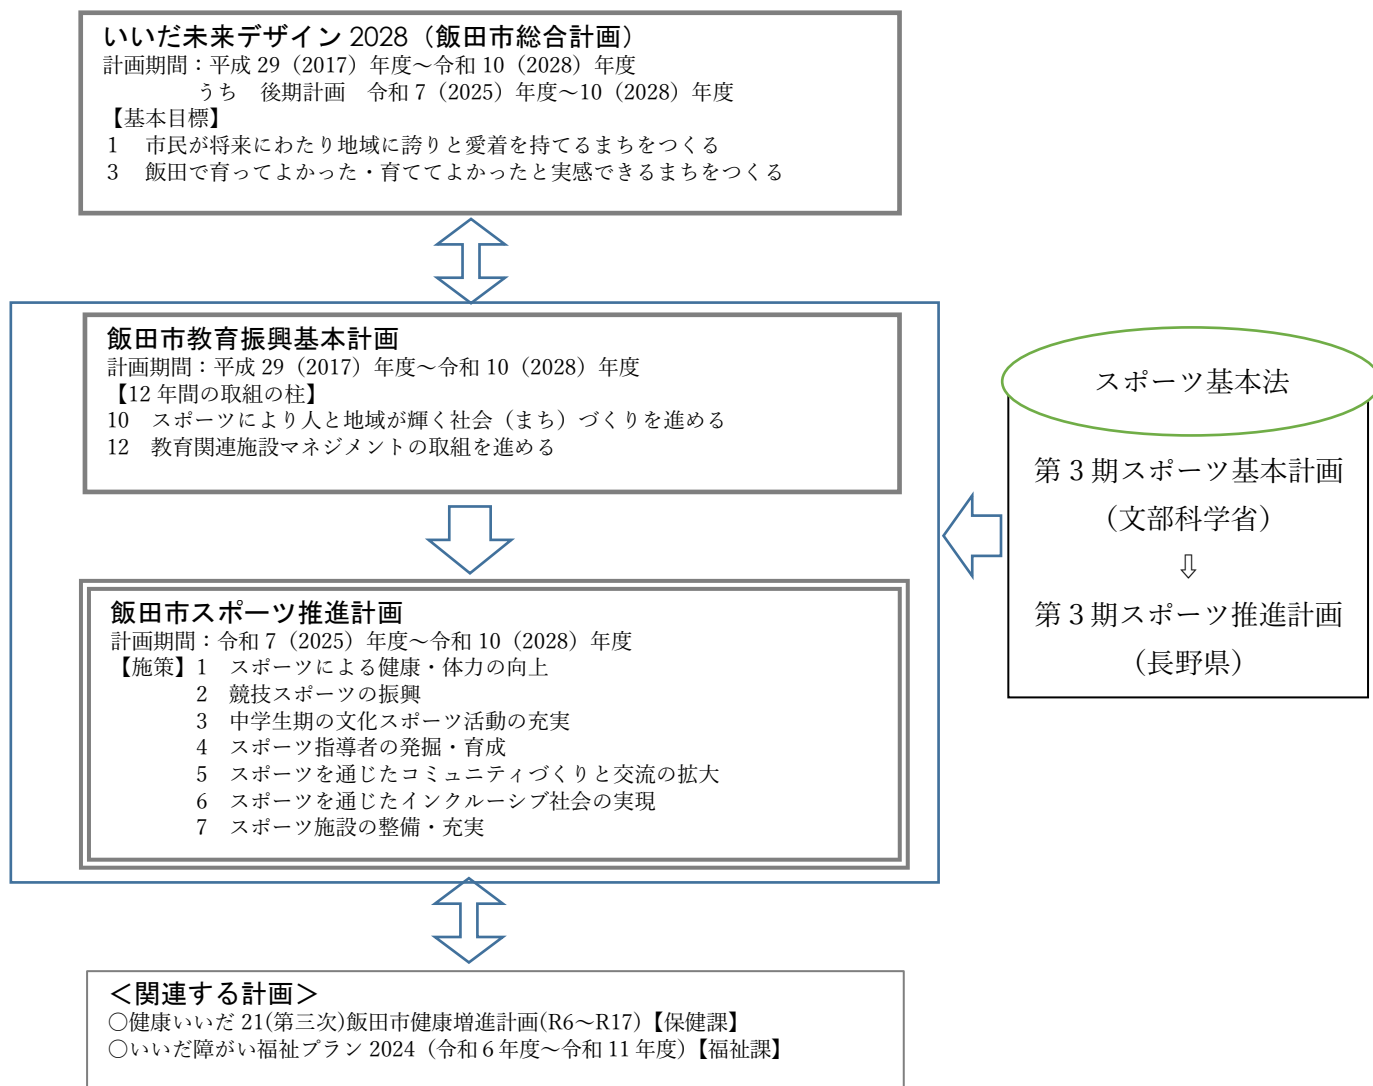 いいだ未来デザイン 2028（飯田市総合計画）
計画期間：平成 29（2017）年度～令和 10（2028）年度
うち　後期計画　令和 7（2025）年度～10（2028）年度
【基本目標】
1　市民が将来にわたり地域に誇りと愛着を持てるまちをつくる
3　飯田で育ってよかった・育ててよかったと実感できるまちをつくる
飯田市教育振興基本計画
計画期間：平成 29（2017）年度～令和 10（2028）年度
【12 年間の取組の柱】
10　スポーツにより人と地域が輝く社会（まち）づくりを進める
12　教育関連施設マネジメントの取組を進める
飯田市スポーツ推進計画
計画期間：令和 7（2025）年度～令和 10（2028）年度
【施策】1　スポーツによる健康・体力の向上
2　競技スポーツの振興
3　中学生期の文化スポーツ活動の充実
4　スポーツ指導者の発掘・育成
5　スポーツを通じたコミュニティづくりと交流の拡大
6　スポーツを通じたインクルーシブ社会の実現
7　スポーツ施設の整備・充実
スポーツ基本法
第 3 期スポーツ基本計画
（文部科学省）
⇩
第 3 期スポーツ推進計画
（長野県）
＜関連する計画＞
○健康いいだ 21(第三次)飯田市健康増進計画(R6～R17)【保健課】
○いいだ障がい福祉プラン 2024（令和６年度～令和 11 年度)【福祉課】